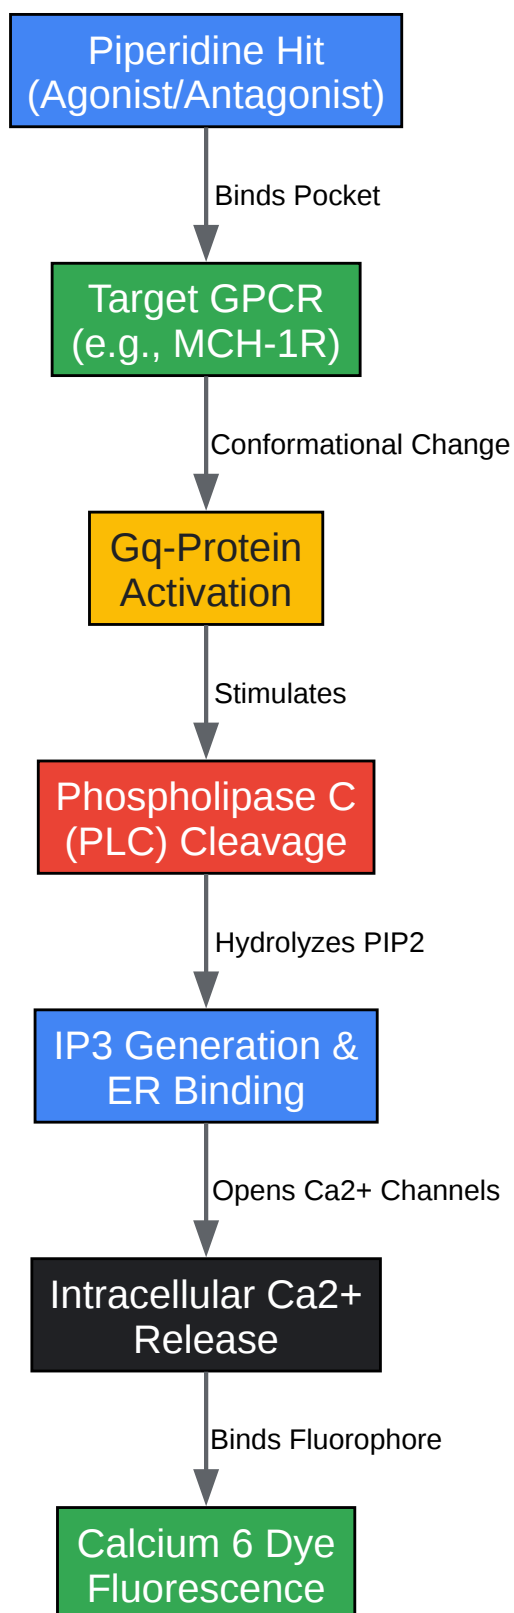 Piperidine Hit
(Agonist/Antagonist)
Binds Pocket
Target GPCR
(e.g., MCH-1R)
Conformational Change
Gq-Protein
Activation
Stimulates
Phospholipase C
(PLC) Cleavage
Hydrolyzes PIP2
IP3 Generation &
ER Binding
Opens Ca2+ Channels
Intracellular Ca2+
Release
Binds Fluorophore
Calcium 6 Dye
Fluorescence